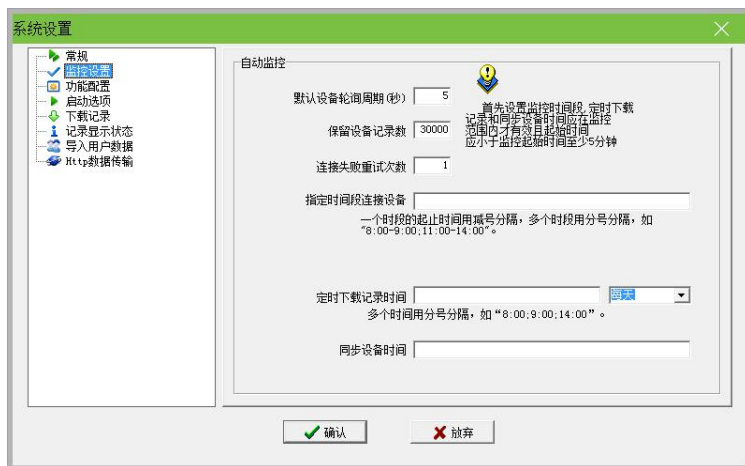 系统设置
常规
监控设置
功能配置
启动选项
下载记录
记录显示状态
导入用户数据
Http数据传输
自动监控
默认设备轮询周期(秒) 5
保留设备记录数 30000
连接失败重试次数 1
首先设置监控时间段,定时下载
记录和同步设备时间应在监控
范围内才有效且起始时间
应小于监控起始时间至少5分钟
指定时间段连接设备
一个时段的起止时间用减号分隔，多个时段用分号分隔，如
"8:00-9:00;11:00-14:00"。
定时下载记录时间 每天
多个时间用分号分隔，如“8:00;9:00;14:00”。
同步设备时间
确认 放弃